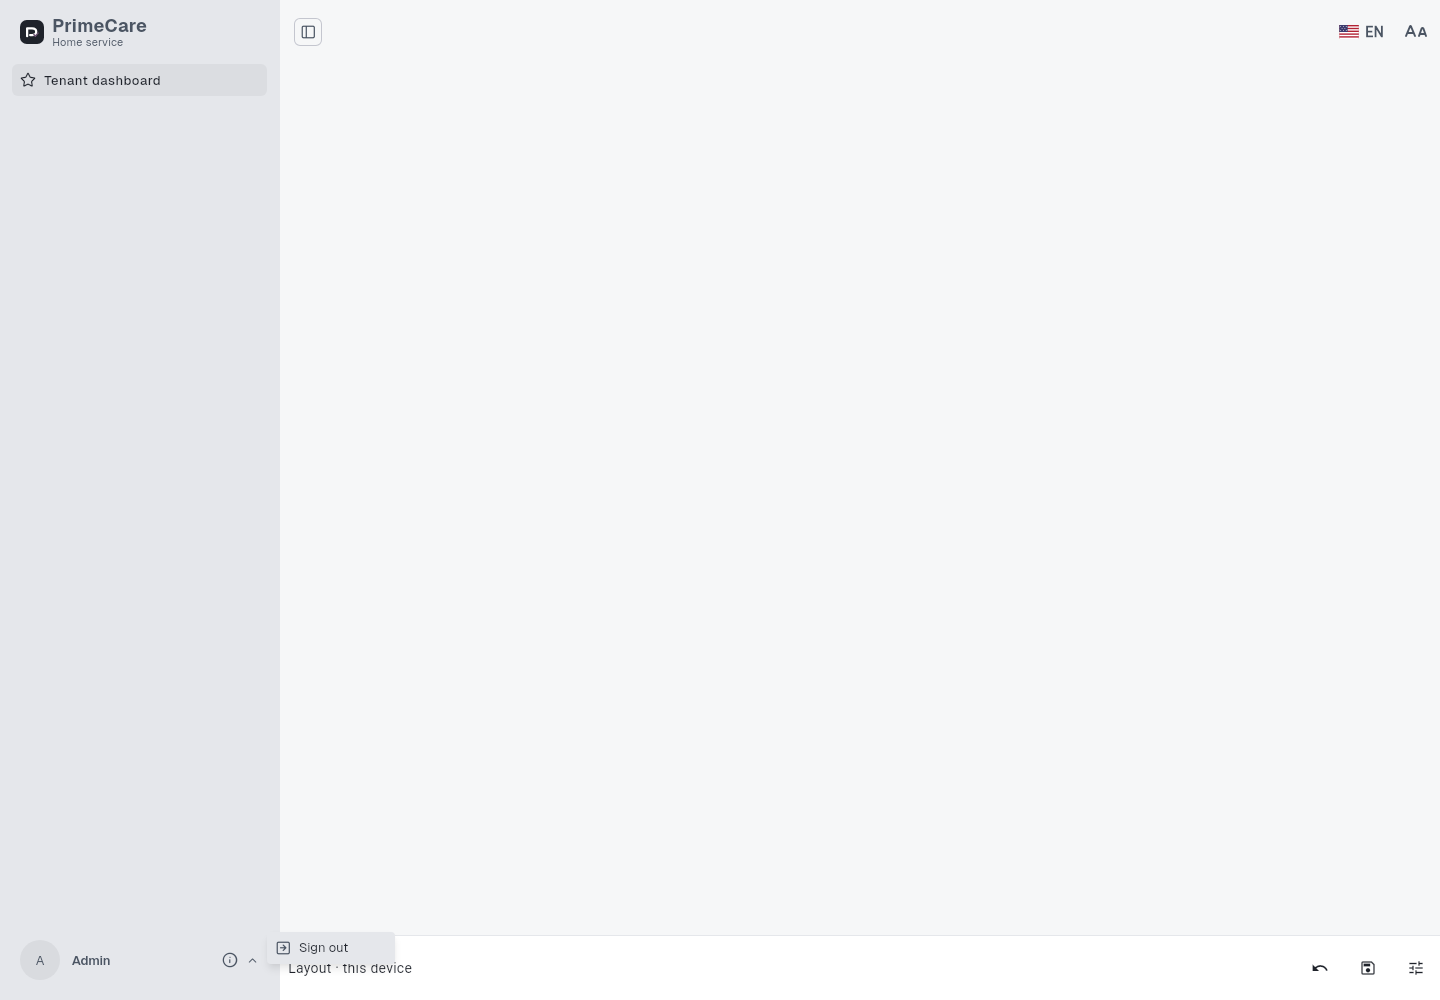 PrimeCare
Home service
EN
AA
Tenant dashboard
Sign out
A
Admin
Layout · this device